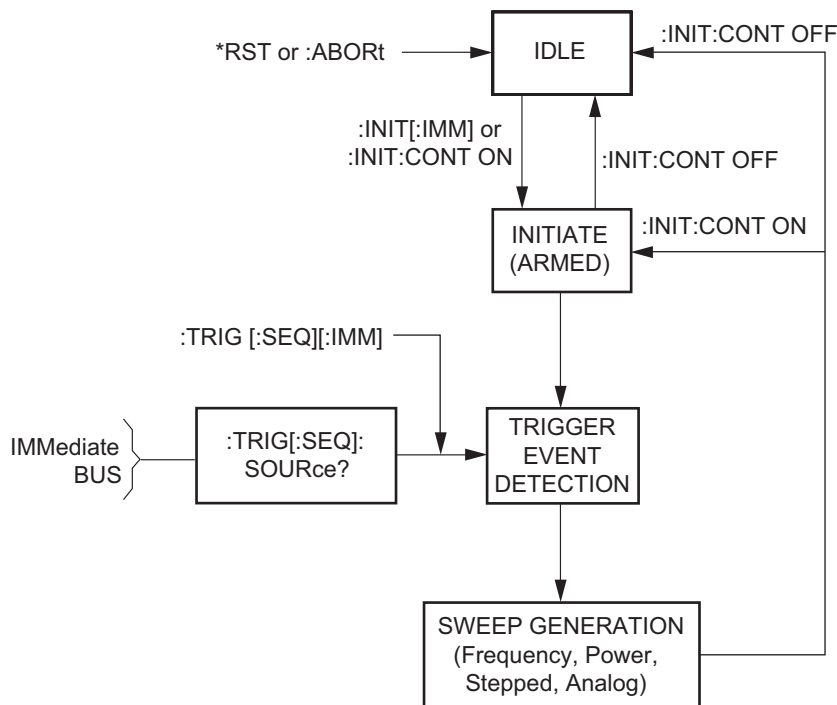 *RST or :ABORt
IDLE
:INIT:CONT OFF
:INIT[:IMM] or
:INIT:CONT ON
:INIT:CONT OFF
INITIATE
(ARMED)
:INIT:CONT ON
:TRIG [:SEQ][:IMM]
IMMediate
BUS
:TRIG[:SEQ]:
SOURce?
TRIGGER
EVENT
DETECTION
SWEEP GENERATION
(Frequency, Power,
Stepped, Analog)